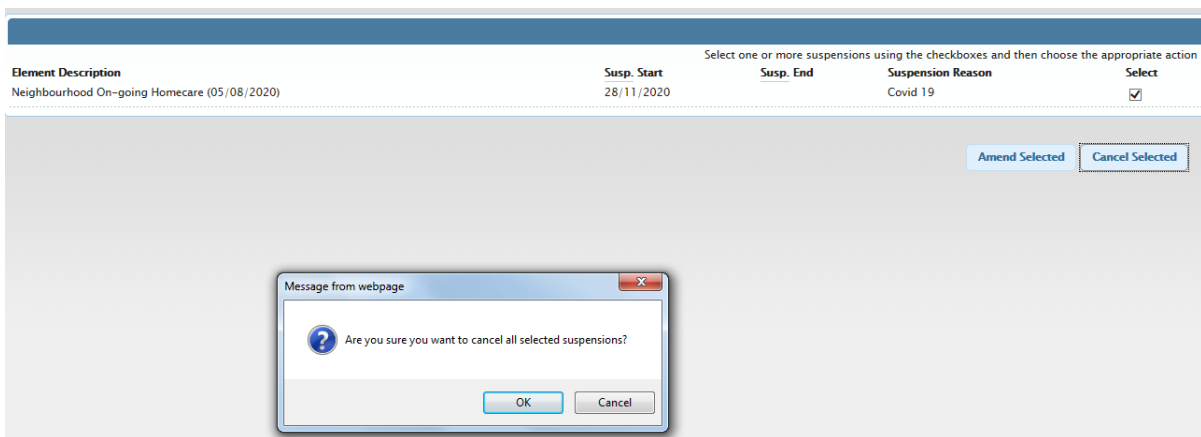 Select one or more suspensions using the checkboxes and then choose the appropriate action
Element Description Susp. Start Susp. End Suspension Reason Select
Neighbourhood On-going Homecare (05/08/2020) 28/11/2020 Covid 19
Amend Selected Cancel Selected
Message from webpage
Are you sure you want to cancel all selected suspensions?
OK Cancel